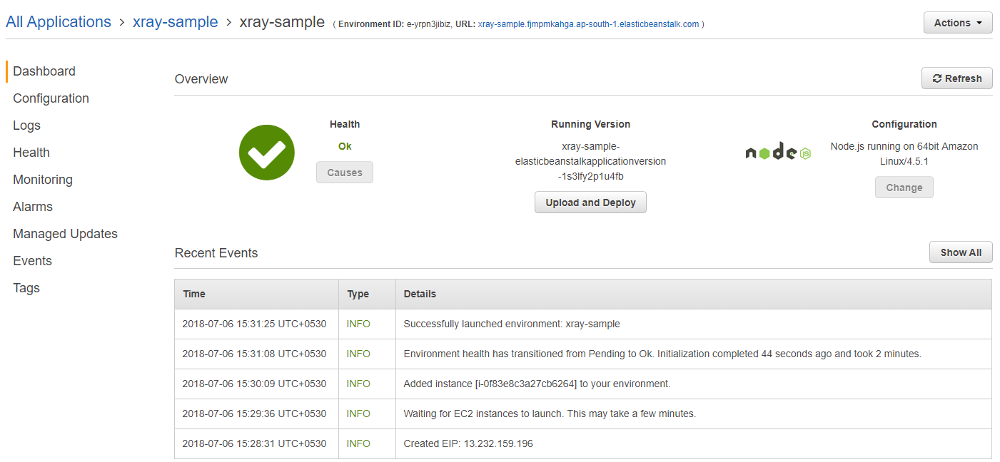 All Applications > xray-sample > xray-sample ( Environment ID: e-yrpn3jibiz, URL: xray-sample.fjmpmkahga.ap-south-1.elasticbeanstalk.com )
Actions
Dashboard
Configuration
Logs
Health
Monitoring
Alarms
Managed Updates
Events
Tags
Overview
Refresh
Health
Ok
Causes
Running Version
xray-sample-
elasticbeanstalkapplicationversion
-1s3lfy2p1u4fb
Upload and Deploy
node JS
Configuration
Node.js running on 64bit Amazon
Linux/4.5.1
Change
Recent Events
Show All
Time Type Details
2018-07-06 15:31:25 UTC+0530 INFO Successfully launched environment: xray-sample
2018-07-06 15:31:08 UTC+0530 INFO Environment health has transitioned from Pending to Ok. Initialization completed 44 seconds ago and took 2 minutes.
2018-07-06 15:30:09 UTC+0530 INFO Added instance [i-0f83e8c3a27cb6264] to your environment.
2018-07-06 15:29:36 UTC+0530 INFO Waiting for EC2 instances to launch. This may take a few minutes.
2018-07-06 15:28:31 UTC+0530 INFO Created EIP: 13.232.159.196